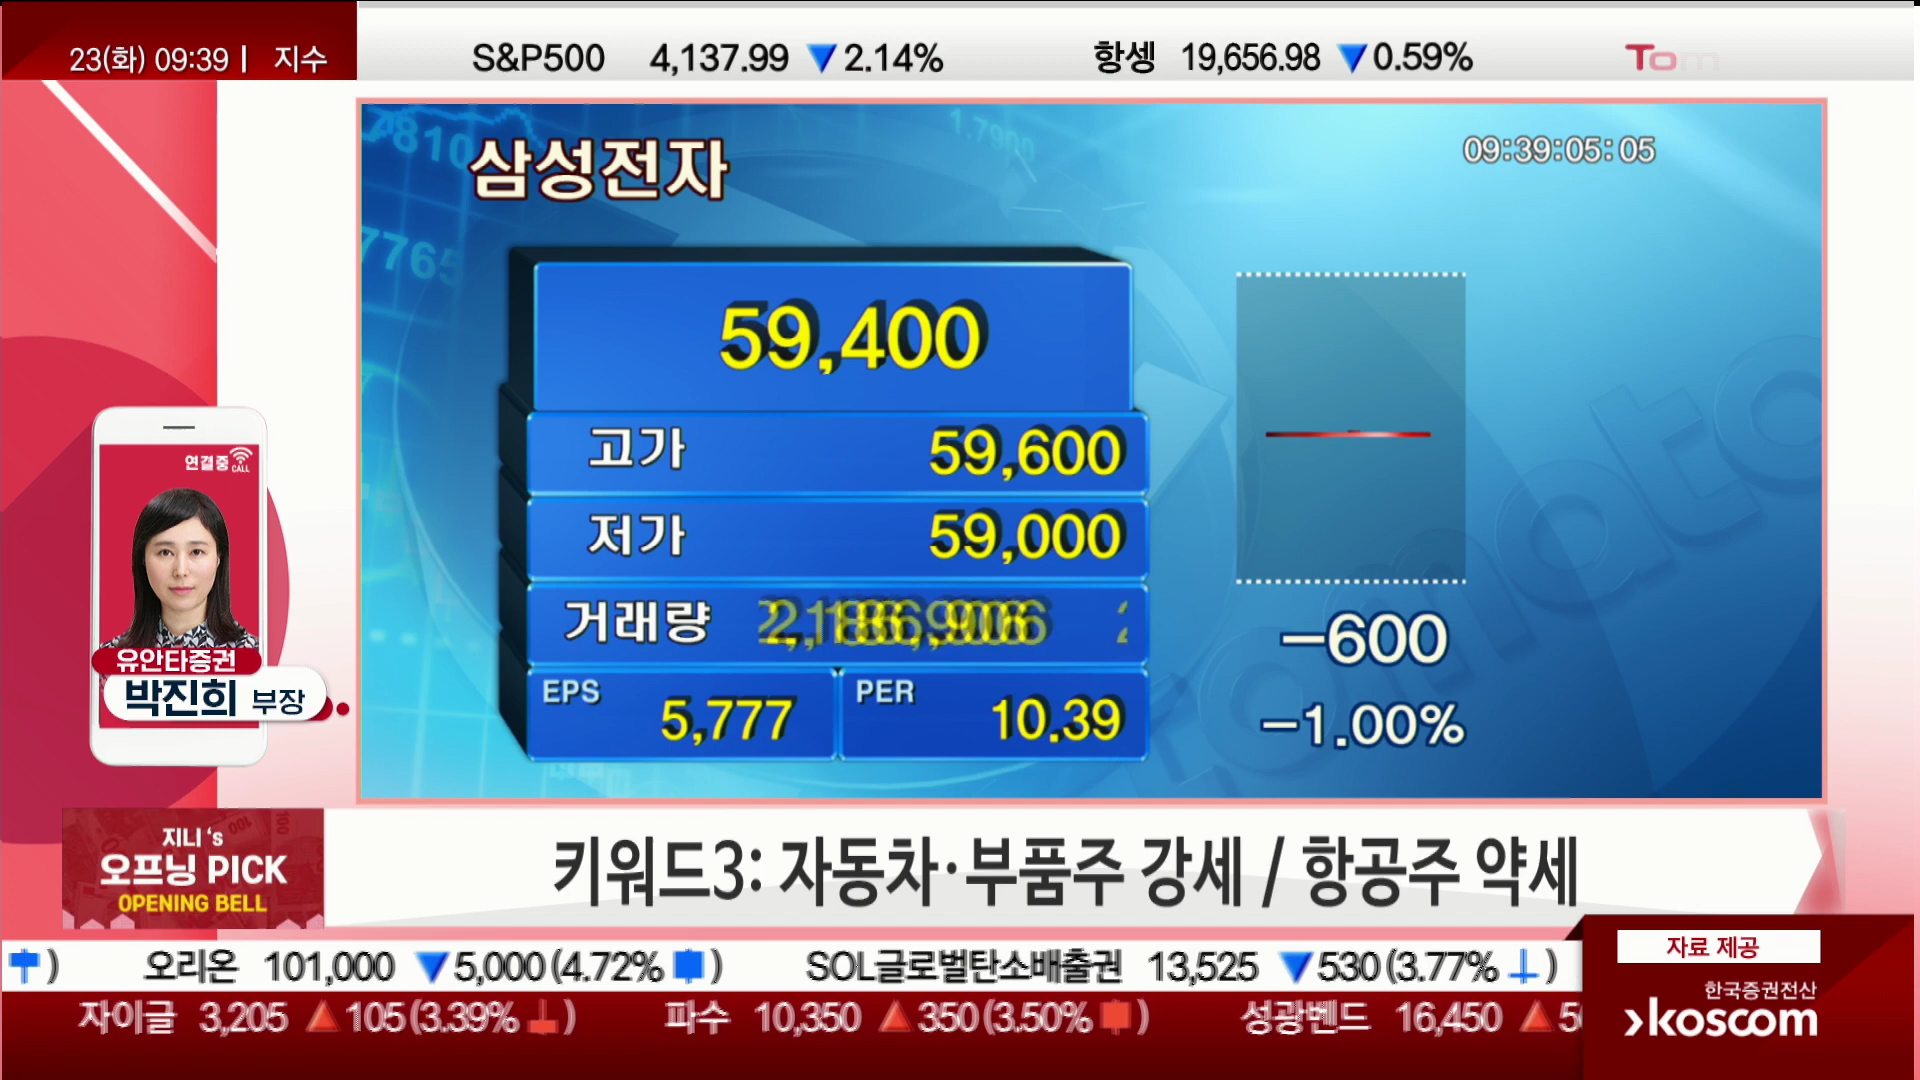 23(화) 09:39 | 지수
S&P500 4,137.99 ▼2.14% 항셍 19,656.98 ▼0.59%
Tom
삼성전자
09:39:05:05
59,400
고가 59,600
저가 59,000
거래량
EPS 5,777 PER 10.39
-600
-1.00%
연결중
CALL
유안타증권
박진희 부장
지니 's
오프닝 PICK
OPENING BELL
키워드3: 자동차·부품주 강세 / 항공주 약세
) 오리온 101,000 ▼5,000(4.72% ) SOL글로벌탄소배출권 13,525 ▼530(3.77% )
자이글 3,205 ▲105(3.39% ) 파수 10,350 ▲350(3.50% ) 성광벤드 16,450 ▲
자료 제공
한국증권전산
koscom